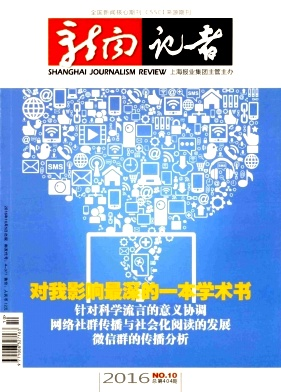 全国新闻核心期刊 CSSCI来源期刊
新闻记者
SHANGHAI JOURNALISM REVIEW 上海报业集团主管主办
SMS
SMS
对我影响最深的一本学术书
针对科学流言的意义协调
网络社群传播与社会化阅读的发展
微信群的传播分析
2016 NO.10
总第404期